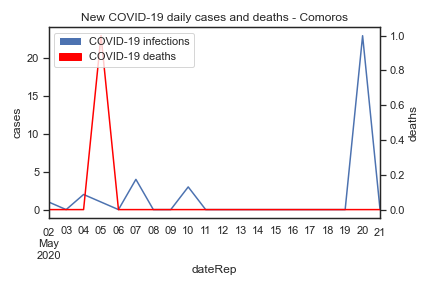 New COVID-19 daily cases and deaths - Comoros
COVID-19 infections
COVID-19 deaths
cases
20
15
10
5
0
deaths
1.0
0.8
0.6
0.4
0.2
0.0
02 03 04 05 06 07 08 09 10 11 12 13 14 15 16 17 18 19 20 21
May
2020
dateRep